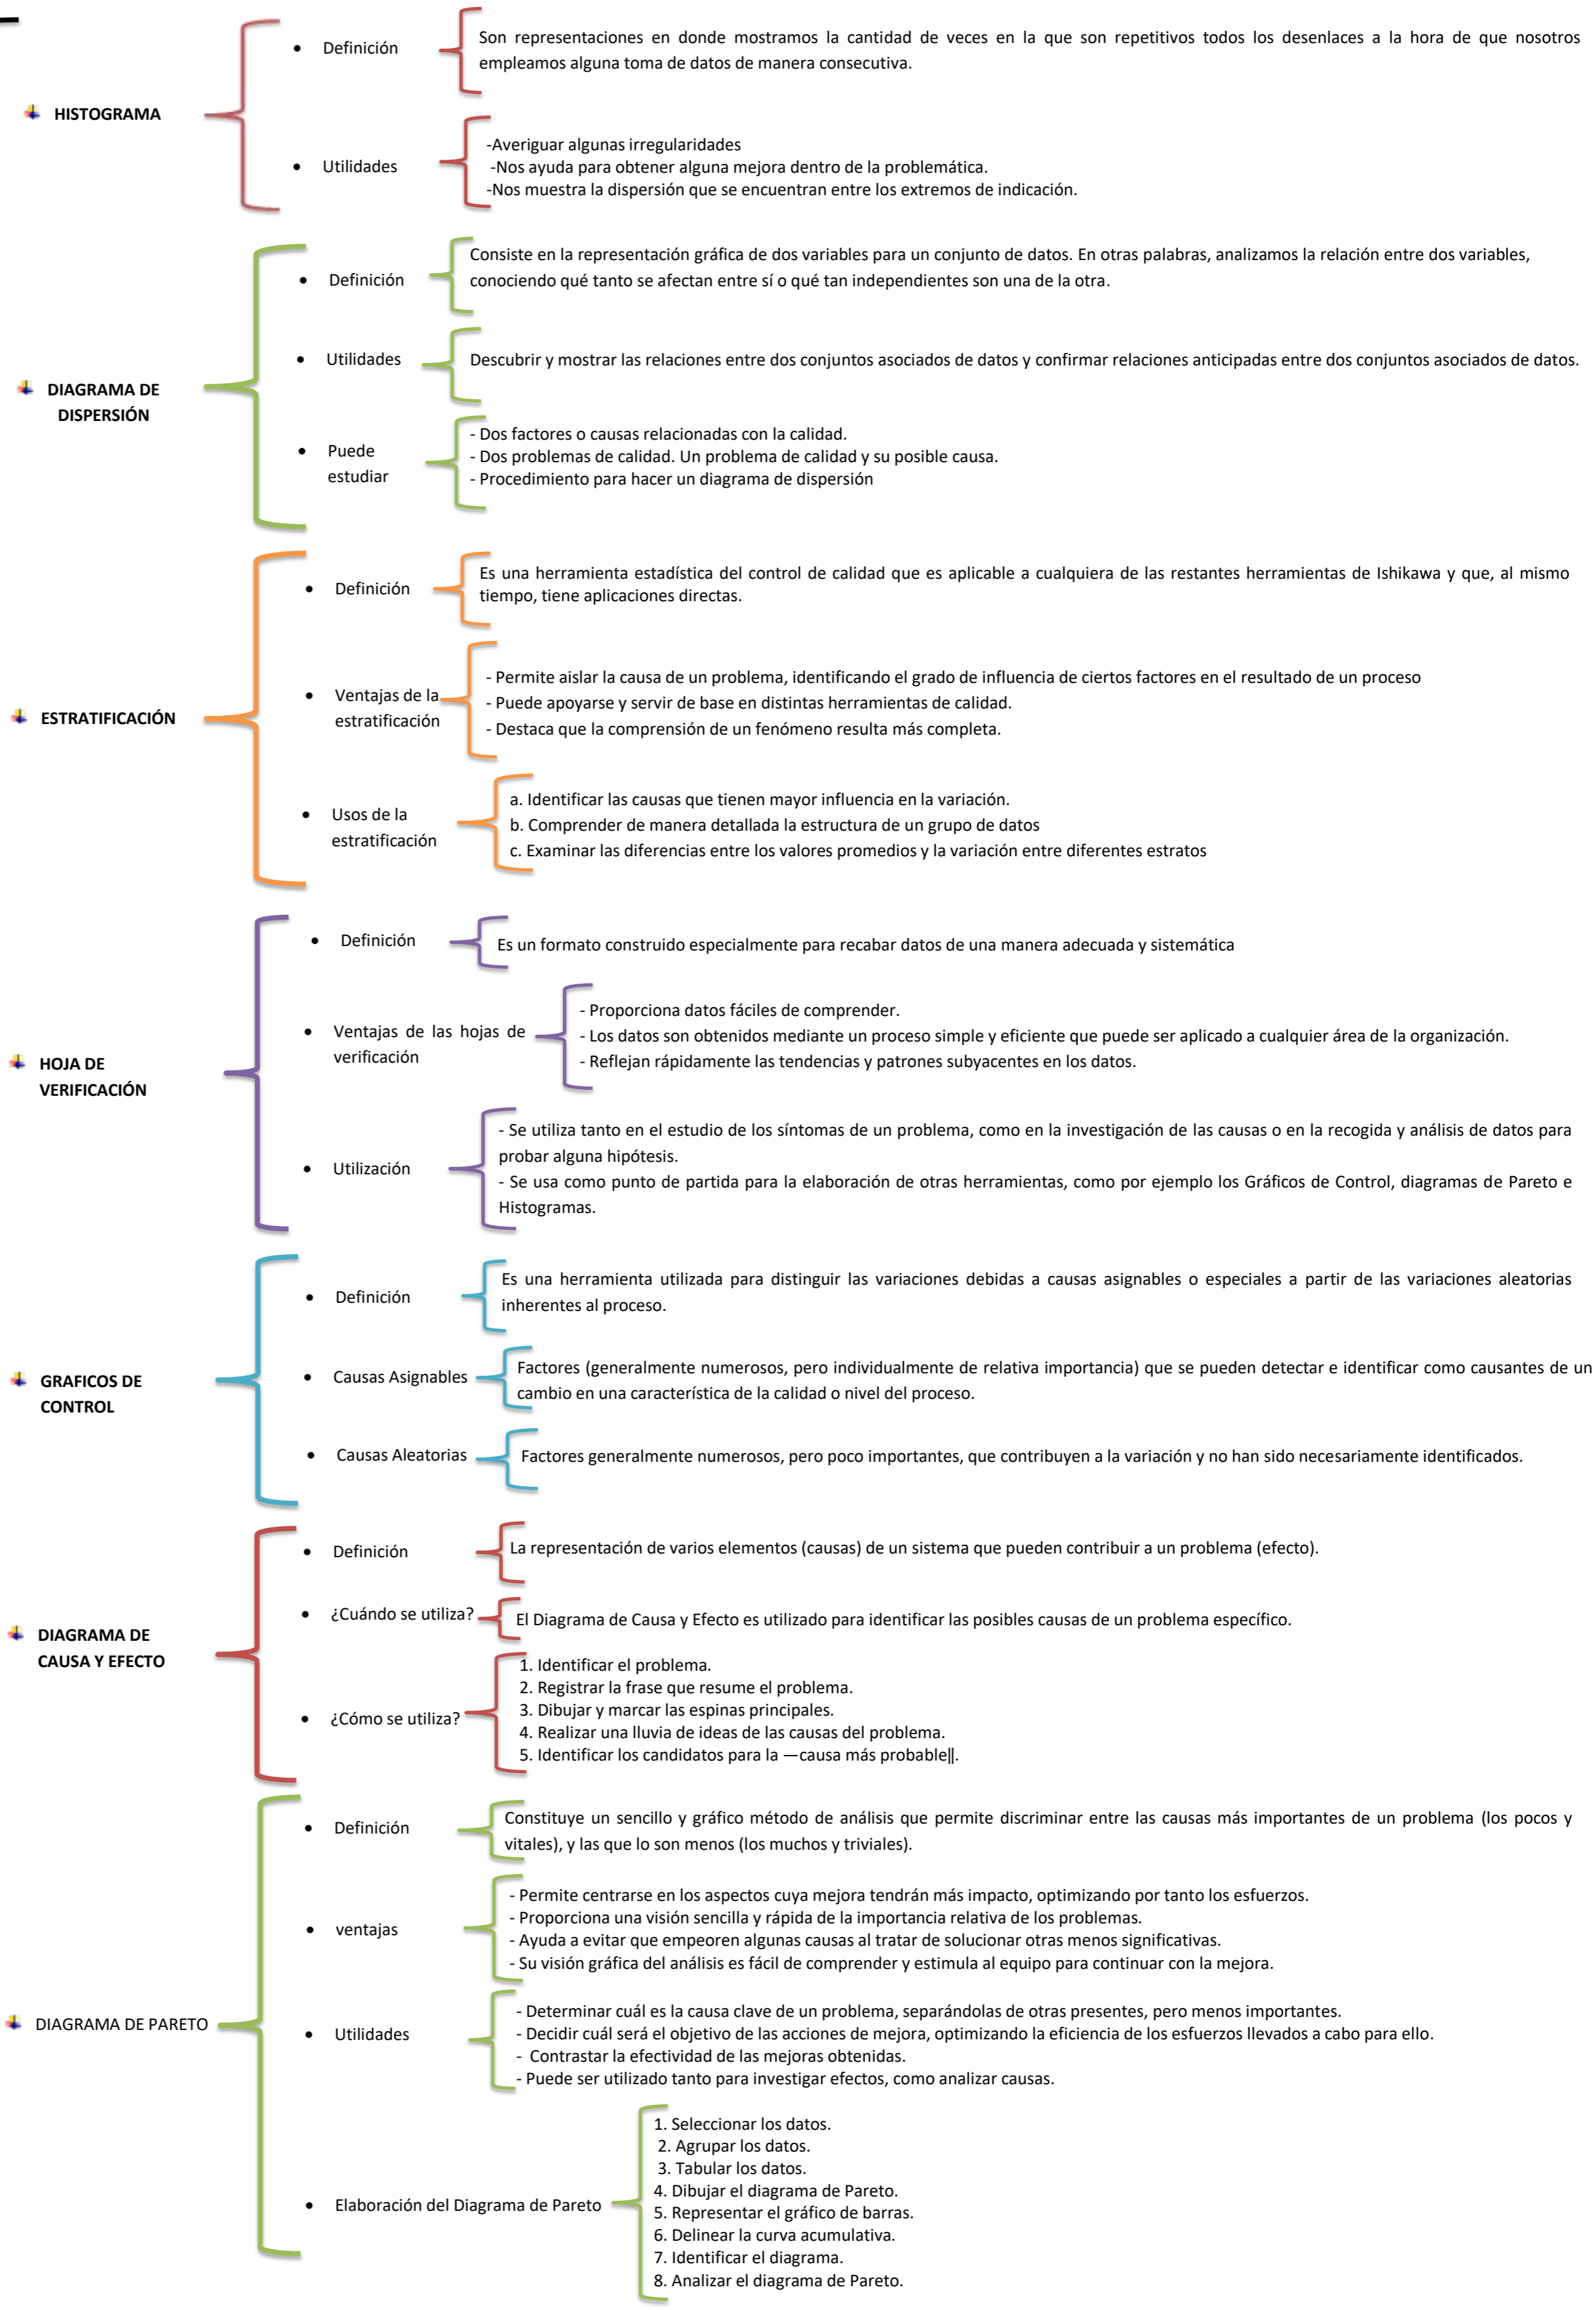 HISTOGRAMA
• Definición
Son representaciones en donde mostramos la cantidad de veces en la que son repetitivos todos los desenlaces a la hora de que nosotros
empleamos alguna toma de datos de manera consecutiva.
• Utilidades
-Averiguar algunas irregularidades
-Nos ayuda para obtener alguna mejora dentro de la problemática.
-Nos muestra la dispersión que se encuentran entre los extremos de indicación.
DIAGRAMA DE
DISPERSIÓN
• Definición
Consiste en la representación gráfica de dos variables para un conjunto de datos. En otras palabras, analizamos la relación entre dos variables,
conociendo qué tanto se afectan entre sí o qué tan independientes son una de la otra.
• Utilidades
Descubrir y mostrar las relaciones entre dos conjuntos asociados de datos y confirmar relaciones anticipadas entre dos conjuntos asociados de datos.
• Puede
estudiar
- Dos factores o causas relacionadas con la calidad.
- Dos problemas de calidad. Un problema de calidad y su posible causa.
- Procedimiento para hacer un diagrama de dispersión
ESTRATIFICACIÓN
• Definición
Es una herramienta estadística del control de calidad que es aplicable a cualquiera de las restantes herramientas de Ishikawa y que, al mismo
tiempo, tiene aplicaciones directas.
• Ventajas de la
estratificación
- Permite aislar la causa de un problema, identificando el grado de influencia de ciertos factores en el resultado de un proceso
- Puede apoyarse y servir de base en distintas herramientas de calidad.
- Destaca que la comprensión de un fenómeno resulta más completa.
• Usos de la
estratificación
a. Identificar las causas que tienen mayor influencia en la variación.
b. Comprender de manera detallada la estructura de un grupo de datos
c. Examinar las diferencias entre los valores promedios y la variación entre diferentes estratos
HOJA DE
VERIFICACIÓN
• Definición
Es un formato construido especialmente para recabar datos de una manera adecuada y sistemática
• Ventajas de las hojas de
verificación
- Proporciona datos fáciles de comprender.
- Los datos son obtenidos mediante un proceso simple y eficiente que puede ser aplicado a cualquier área de la organización.
- Reflejan rápidamente las tendencias y patrones subyacentes en los datos.
• Utilización
- Se utiliza tanto en el estudio de los síntomas de un problema, como en la investigación de las causas o en la recogida y análisis de datos para
probar alguna hipótesis.
- Se usa como punto de partida para la elaboración de otras herramientas, como por ejemplo los Gráficos de Control, diagramas de Pareto e
Histogramas.
GRAFICOS DE
CONTROL
• Definición
Es una herramienta utilizada para distinguir las variaciones debidas a causas asignables o especiales a partir de las variaciones aleatorias
inherentes al proceso.
• Causas Asignables
Factores (generalmente numerosos, pero individualmente de relativa importancia) que se pueden detectar e identificar como causantes de un
cambio en una característica de la calidad o nivel del proceso.
• Causas Aleatorias
Factores generalmente numerosos, pero poco importantes, que contribuyen a la variación y no han sido necesariamente identificados.
DIAGRAMA DE
CAUSA Y EFECTO
• Definición
La representación de varios elementos (causas) de un sistema que pueden contribuir a un problema (efecto).
• ¿Cuándo se utiliza?
El Diagrama de Causa y Efecto es utilizado para identificar las posibles causas de un problema específico.
• ¿Cómo se utiliza?
1. Identificar el problema.
2. Registrar la frase que resume el problema.
3. Dibujar y marcar las espinas principales.
4. Realizar una lluvia de ideas de las causas del problema.
5. Identificar los candidatos para la ―causa más probable‖.
DIAGRAMA DE PARETO
• Definición
Constituye un sencillo y gráfico método de análisis que permite discriminar entre las causas más importantes de un problema (los pocos y
vitales), y las que lo son menos (los muchos y triviales).
• ventajas
- Permite centrarse en los aspectos cuya mejora tendrán más impacto, optimizando por tanto los esfuerzos.
- Proporciona una visión sencilla y rápida de la importancia relativa de los problemas.
- Ayuda a evitar que empeoren algunas causas al tratar de solucionar otras menos significativas.
- Su visión gráfica del análisis es fácil de comprender y estimula al equipo para continuar con la mejora.
• Utilidades
- Determinar cuál es la causa clave de un problema, separándolas de otras presentes, pero menos importantes.
- Decidir cuál será el objetivo de las acciones de mejora, optimizando la eficiencia de los esfuerzos llevados a cabo para ello.
- Contrastar la efectividad de las mejoras obtenidas.
- Puede ser utilizado tanto para investigar efectos, como analizar causas.
• Elaboración del Diagrama de Pareto
1. Seleccionar los datos.
2. Agrupar los datos.
3. Tabular los datos.
4. Dibujar el diagrama de Pareto.
5. Representar el gráfico de barras.
6. Delinear la curva acumulativa.
7. Identificar el diagrama.
8. Analizar el diagrama de Pareto.